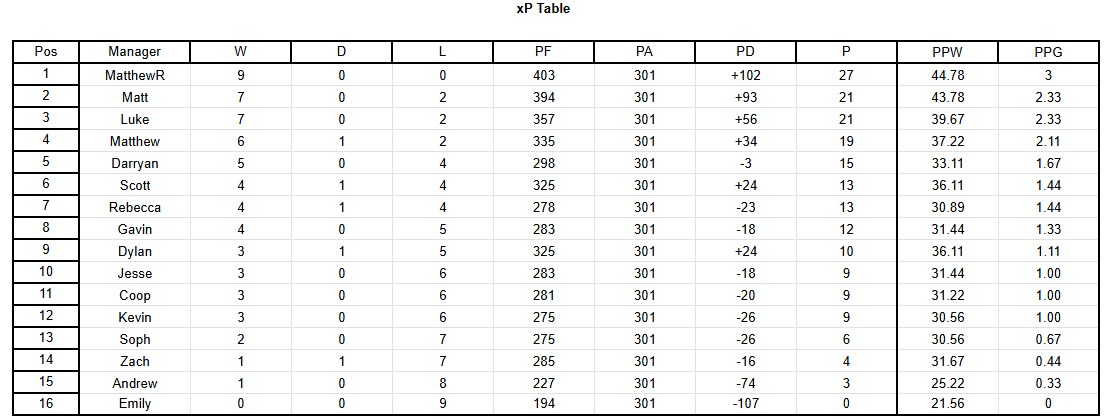 xP Table
Pos Manager W D L PF PA PD P PPW PPG
1 MatthewR 9 0 0 403 301 +102 27 44.78 3
2 Matt 7 0 2 394 301 +93 21 43.78 2.33
3 Luke 7 0 2 357 301 +56 21 39.67 2.33
4 Matthew 6 1 2 335 301 +34 19 37.22 2.11
5 Darryan 5 0 4 298 301 -3 15 33.11 1.67
6 Scott 4 1 4 325 301 +24 13 36.11 1.44
7 Rebecca 4 1 4 278 301 -23 13 30.89 1.44
8 Gavin 4 0 5 283 301 -18 12 31.44 1.33
9 Dylan 3 1 5 325 301 +24 10 36.11 1.11
10 Jesse 3 0 6 283 301 -18 9 31.44 1.00
11 Coop 3 0 6 281 301 -20 9 31.22 1.00
12 Kevin 3 0 6 275 301 -26 9 30.56 1.00
13 Soph 2 0 7 275 301 -26 6 30.56 0.67
14 Zach 1 1 7 285 301 -16 4 31.67 0.44
15 Andrew 1 0 8 227 301 -74 3 25.22 0.33
16 Emily 0 0 9 194 301 -107 0 21.56 0